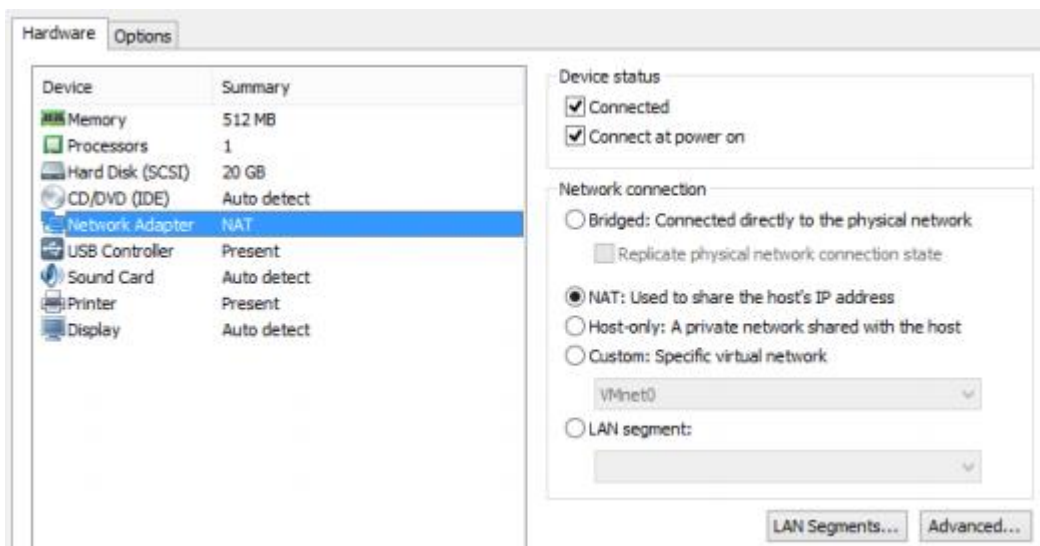 Hardware Options
Device Summary
Memory 512 MB
Processors 1
Hard Disk (SCSI) 20 GB
CD/DVD (IDE) Auto detect
Network Adapter NAT
USB Controller Present
Sound Card Auto detect
Printer Present
Display Auto detect
Device status
Connected
Connect at power on
Network connection
Bridged: Connected directly to the physical network
Replicate physical network connection state
NAT: Used to share the host's IP address
Host-only: A private network shared with the host
Custom: Specific virtual network
VMnet0
LAN segment:
LAN Segments... Advanced...